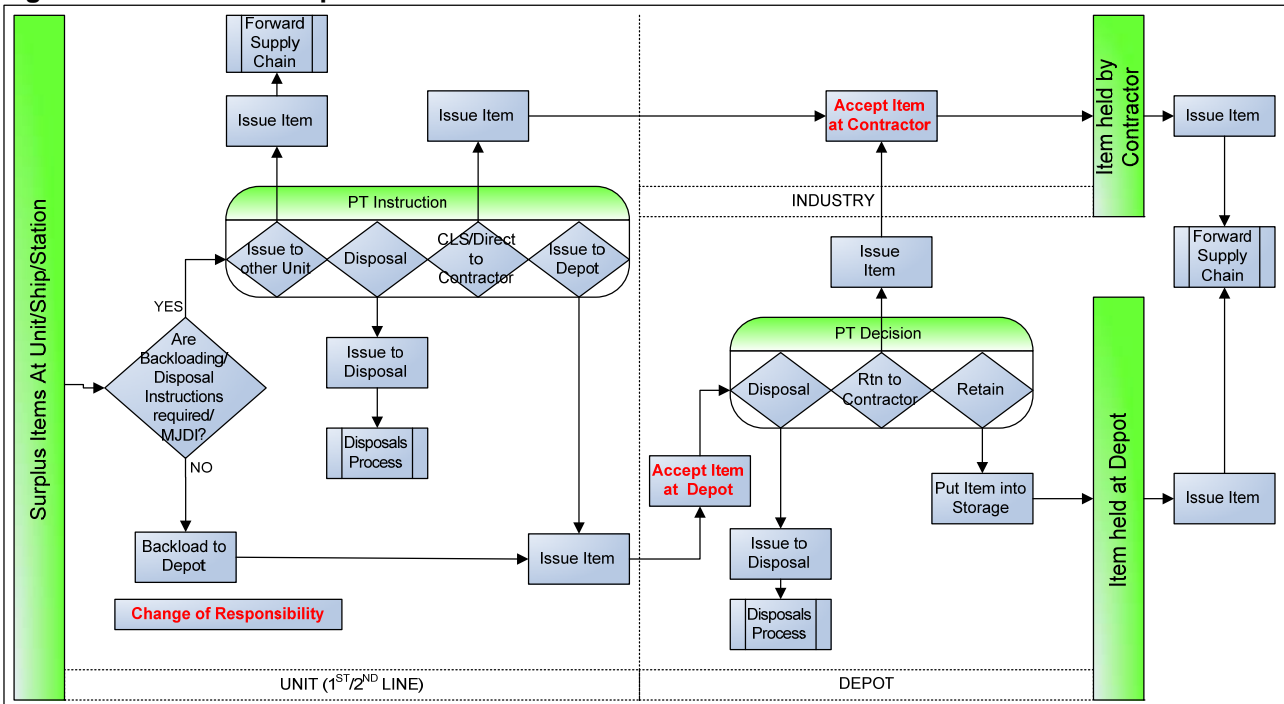 Surplus Items At Unit/Ship/Station
Forward
Supply
Chain
Issue Item
Issue Item
PT Instruction
Issue to
other Unit
Disposal
CLS/Direct
to
Contractor
Issue to
Depot
YES
Are
Backloading/
Disposal
Instructions
required/
MJDI?
NO
Issue to
Disposal
Disposals
Process
Backload to
Depot
Issue Item
Change of Responsibility
UNIT (1ST/2ND LINE)
Accept Item
at Contractor
INDUSTRY
Issue
Item
PT Decision
Disposal
Rtn to
Contractor
Retain
Accept Item
at Depot
Put Item into
Storage
Issue to
Disposal
Disposals
Process
DEPOT
Item held by
Contractor
Issue Item
Forward
Supply
Chain
Item held at Depot
Issue Item